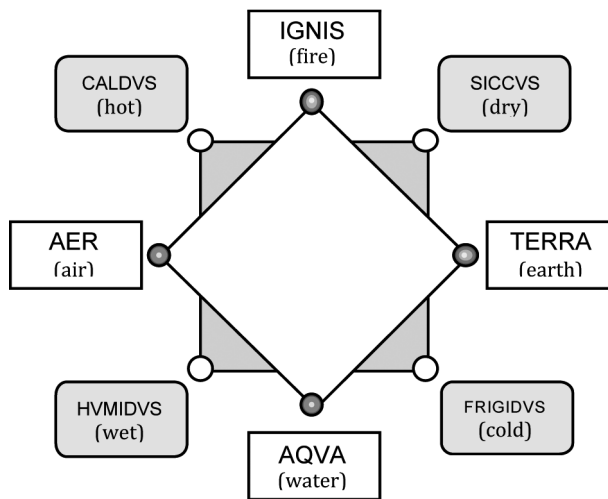 IGNIS
(fire)
CALDVS
(hot)
SICCVS
(dry)
AER
(air)
TERRA
(earth)
HVMIDVS
(wet)
FRIGIDVS
(cold)
AQVA
(water)